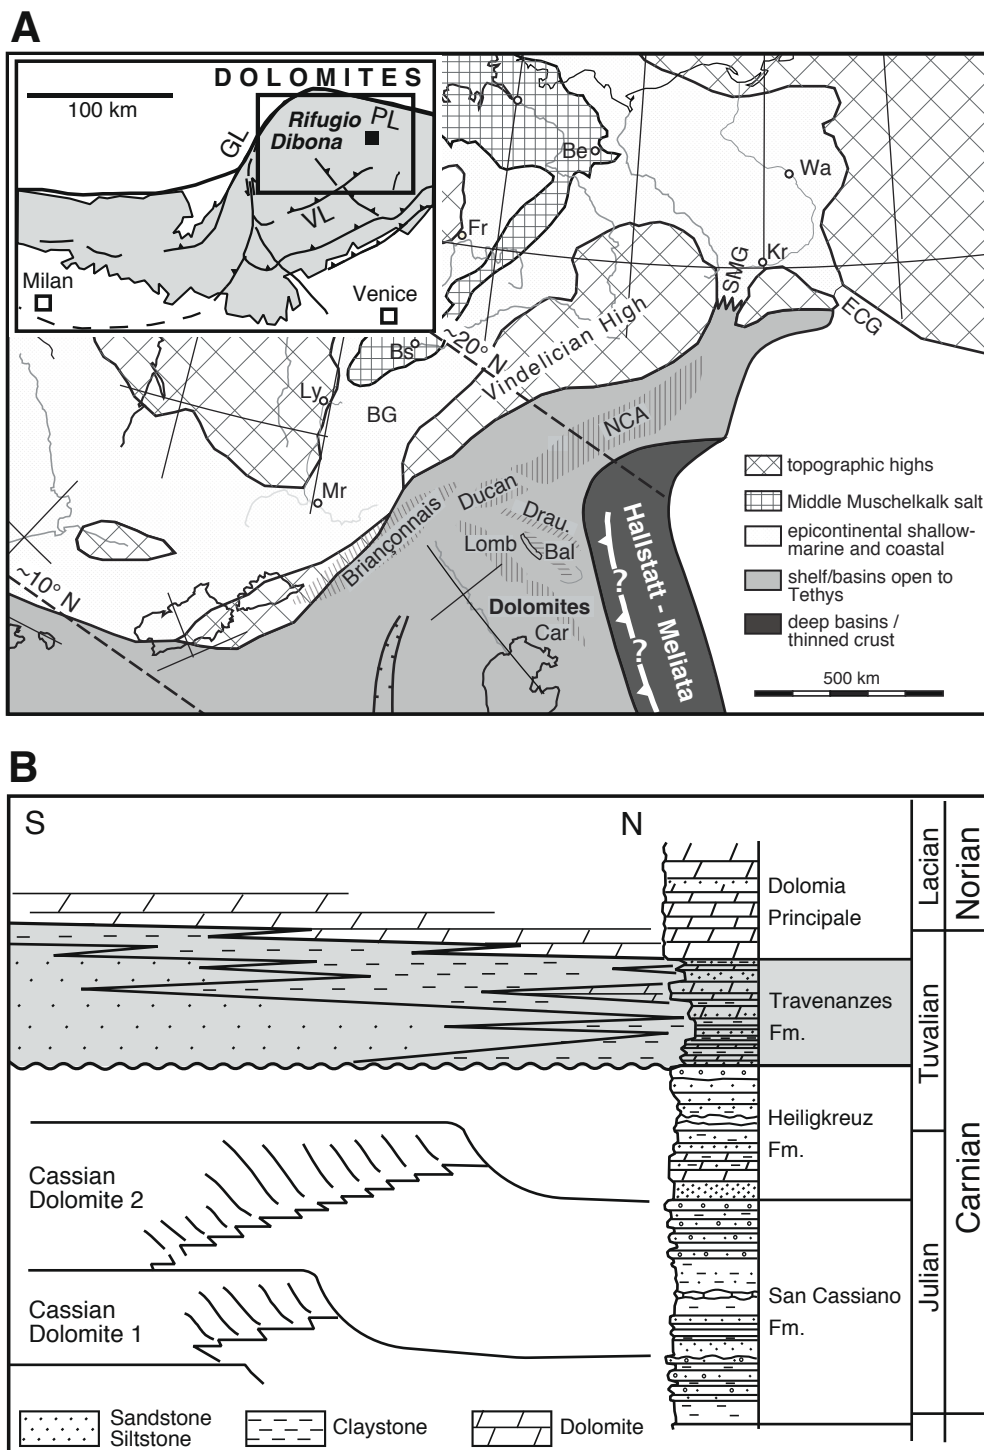 A
DOLOMITES
100 km
Rifugio
Dibona
PL
GL
VL
Milan
Venice
Be
Wa
Fr
SMG
Kr
ECG
~20° N
Vindelician High
Bs
Ly
BG
NCA
Mr
Ducan
Briançonnais
Drau.
Lomb
Bal
Dolomites
Car
Hallstatt - Meliata
?
?
~10° N
topographic highs
Middle Muschelkalk salt
epicontinental shallow-
marine and coastal
shelf/basins open to
Tethys
deep basins /
thinned crust
500 km
B
S
N
Dolomia
Principale
Travenanzes
Fm.
Heiligkreuz
Fm.
San Cassiano
Fm.
Lacian
Norian
Tuvalian
Julian
Carnian
Cassian
Dolomite 2
Cassian
Dolomite 1
Sandstone
Siltstone
Claystone
Dolomite